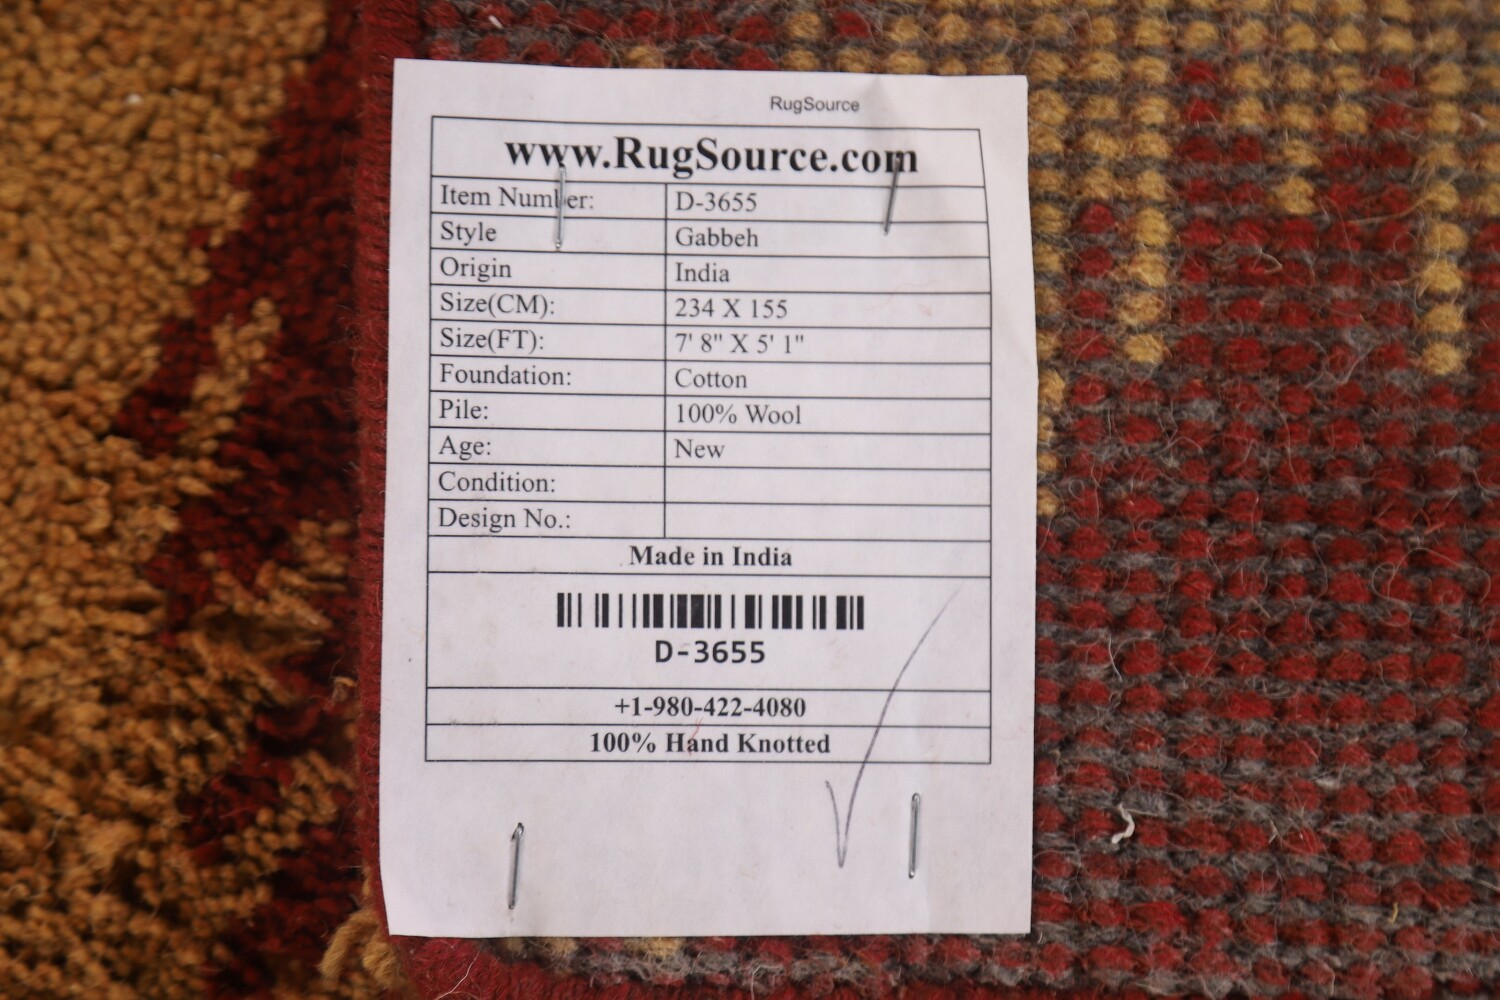 RugSource
www.RugSource.com
Item Number: D-3655
Style Gabbeh
Origin India
Size(CM): 234 X 155
Size(FT): 7' 8" X 5' 1"
Foundation: Cotton
Pile: 100% Wool
Age: New
Condition:
Design No.:
Made in India
D-3655
+1-980-422-4080
100% Hand Knotted